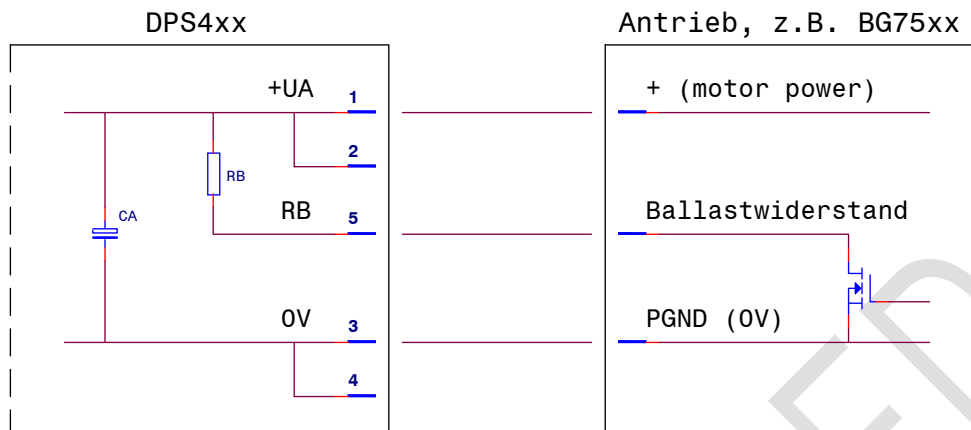 DPS4xx
Antrieb, z.B. BG75xx
+UA
1
+ (motor power)
2
RB
CA
RB
5
Ballastwiderstand
0V
3
PGND (0V)
4